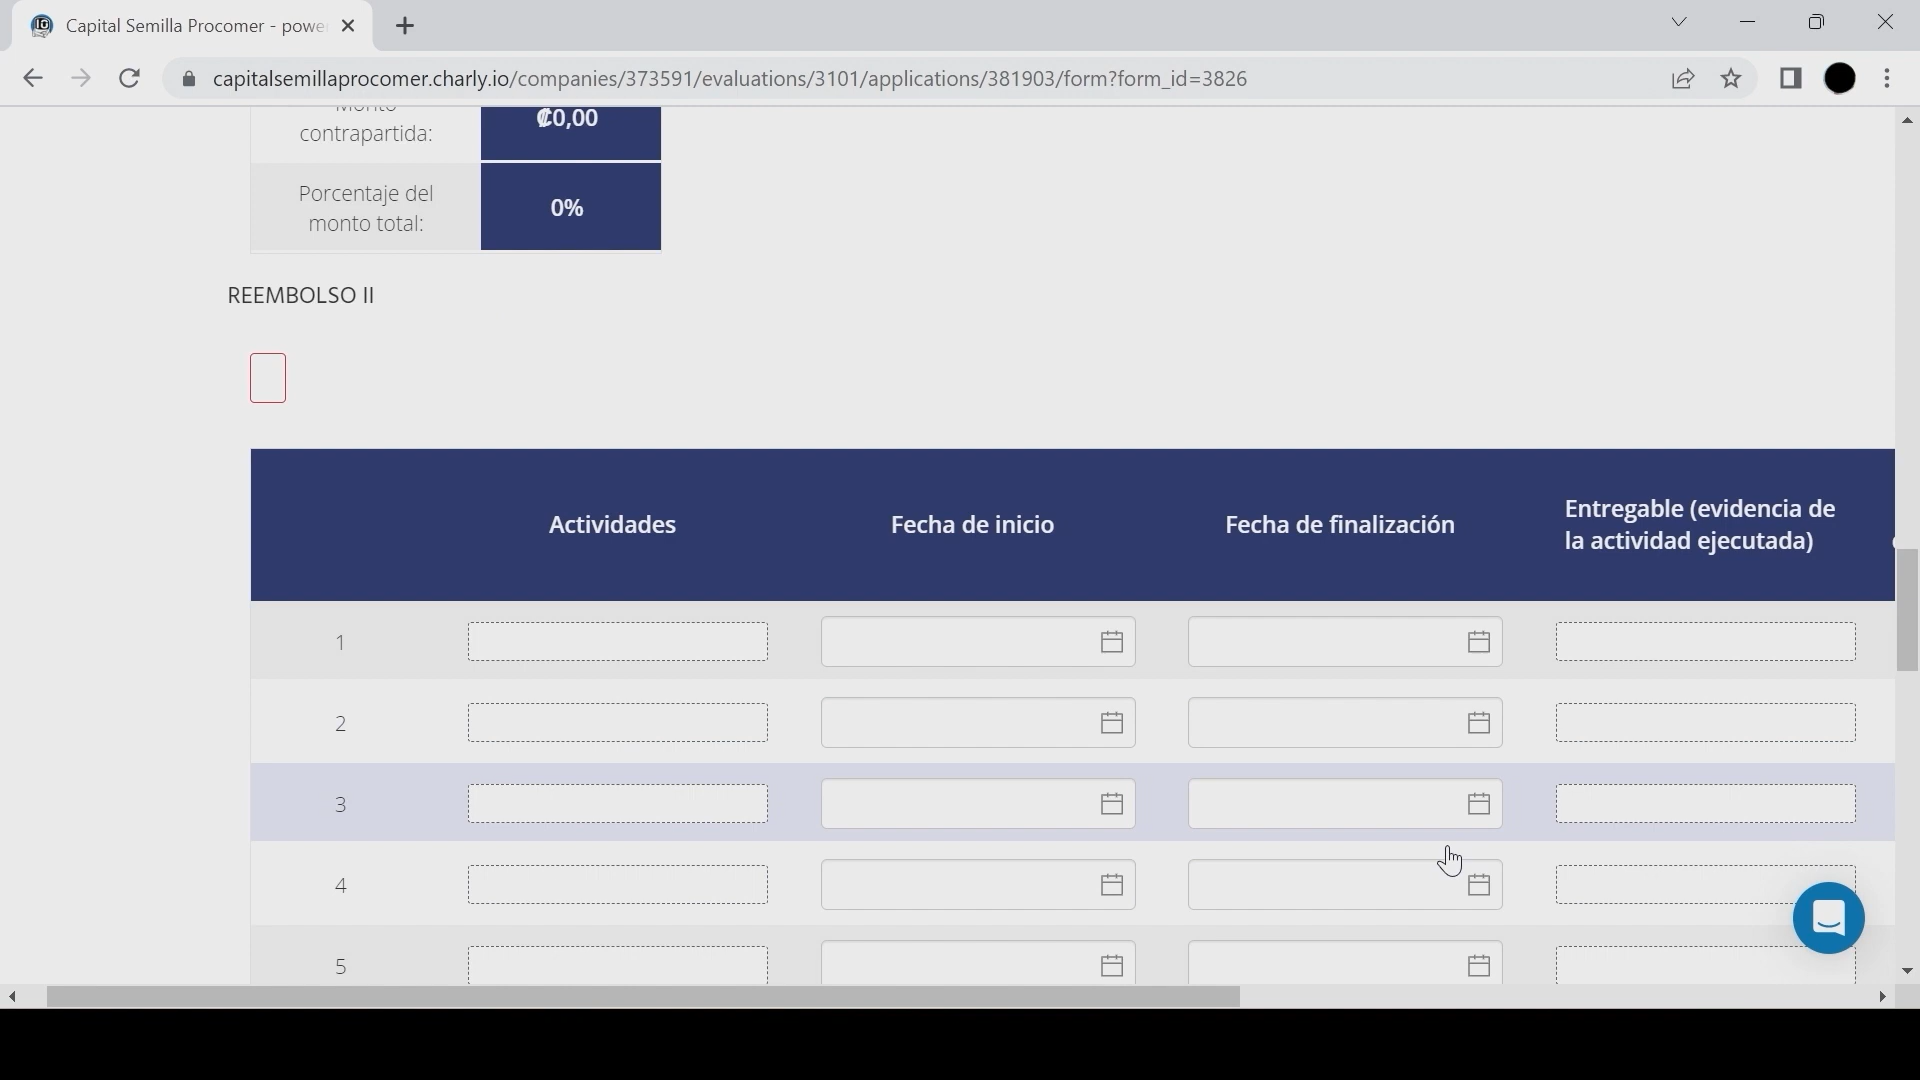 Capital Semilla Procomer - powe
capitalsemillaprocomer.charly.io/companies/373591/evaluations/3101/applications/381903/form?form_id=3826
Monto
contrapartida:
₡0,00
Porcentaje del
monto total:
0%
REEMBOLSO II
Actividades
Fecha de inicio
Fecha de finalización
Entregable (evidencia de
la actividad ejecutada)
1
2
3
4
5